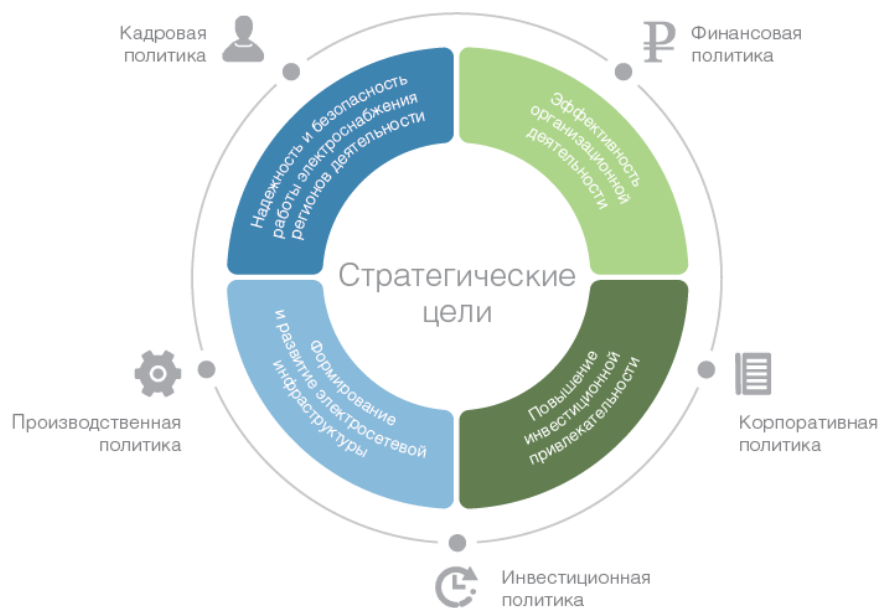 Кадровая
политика
Финансовая
политика
Надежность и безопасность
работы электроснабжения
регионов деятельности
Эффективность
организационной
деятельности
Стратегические
цели
Формирование
и развитие электросетевой
инфраструктуры
Повышение
инвестиционной
привлекательности
Производственная
политика
Корпоративная
политика
Инвестиционная
политика